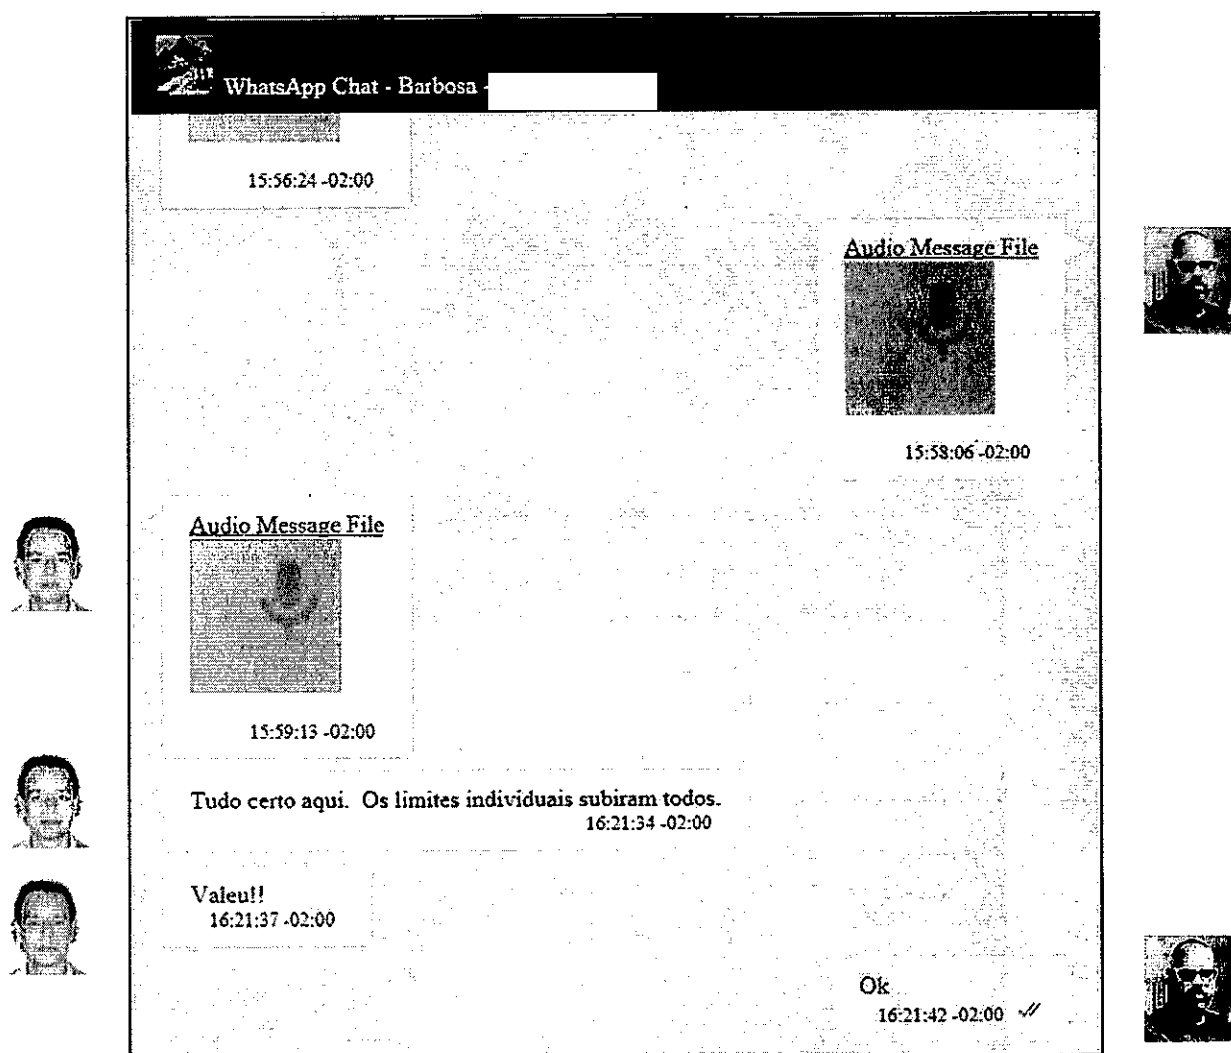 WhatsApp Chat - Barbosa -
15:56:24 -02:00
Audio Message File
15:58:06 -02:00
Audio Message File
15:59:13 -02:00
Tudo certo aqui.  Os limites individuais subiram todos.
16:21:34 -02:00
Valeu!!
16:21:37 -02:00
Ok
16:21:42 -02:00